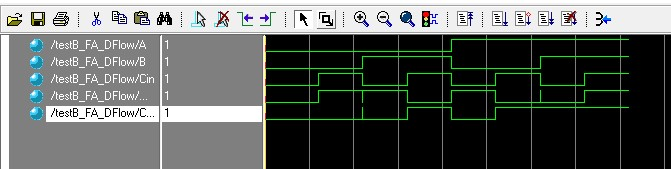 /testB_FA_DFlow/A 1
/testB_FA_DFlow/B 1
/testB_FA_DFlow/Cin 1
/testB_FA_DFlow/... 1
/testB_FA_DFlow/C... 1